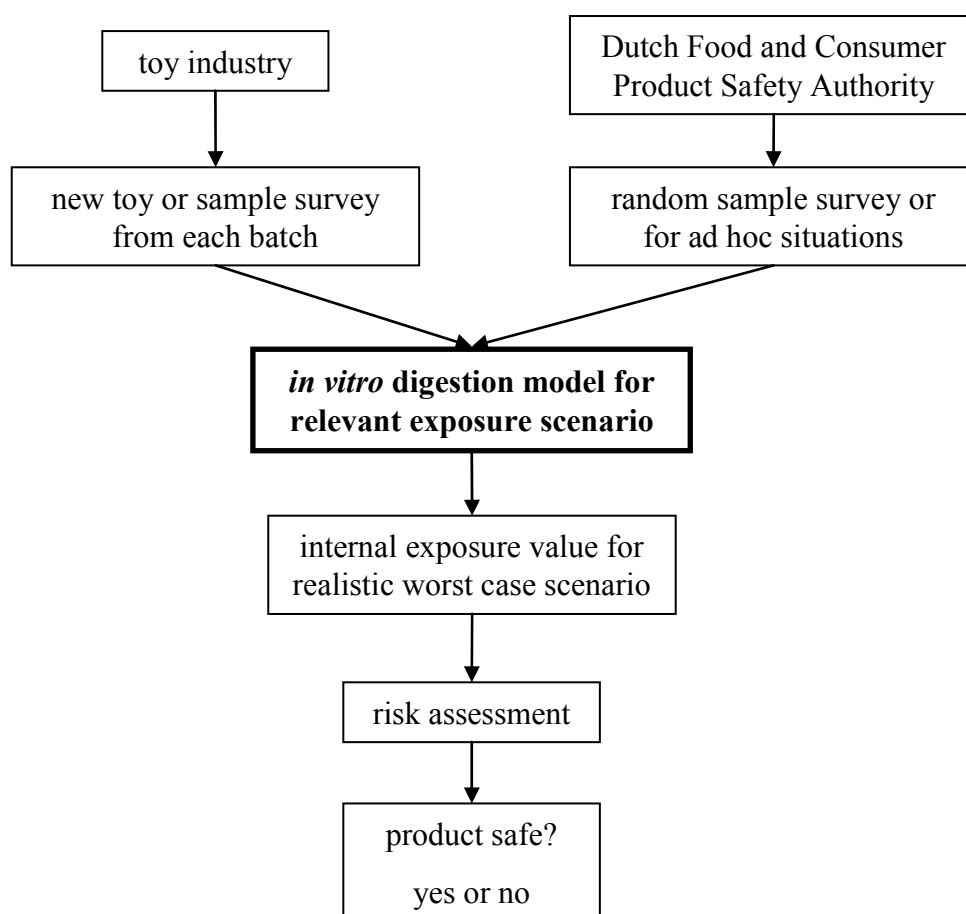 toy industry
Dutch Food and Consumer
Product Safety Authority
new toy or sample survey
from each batch
random sample survey or
for ad hoc situations
in vitro digestion model for
relevant exposure scenario
internal exposure value for
realistic worst case scenario
risk assessment
product safe?
yes or no